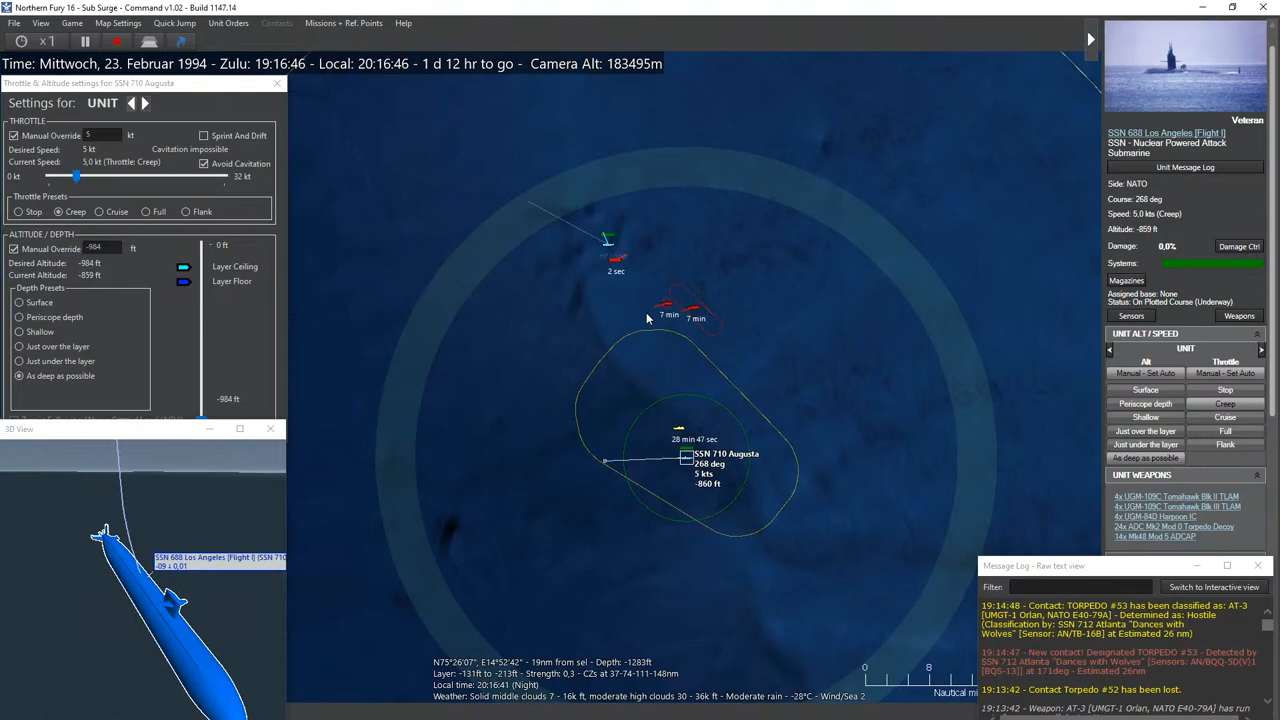 Northern Fury 16 - Sub Surge - Command v1.02 - Build 1147.14
File View Game Map Settings Quick Jump Unit Orders Contacts Missions + Ref. Points Help
x1
Time: Mittwoch, 23. Februar 1994 - Zulu: 19:16:46 - Local: 20:16:46 - 1 d 12 hr to go - Camera Alt: 183495m
Throttle & Altitude settings for: SSN 710 Augusta
Settings for: UNIT
THROTTLE
Manual Override 5 kt Sprint And Drift
Desired Speed: 5 kt Cavitation impossible
Current Speed: 5,0 kt (Throttle: Creep) Avoid Cavitation
0 kt 32 kt
Throttle Presets
Stop Creep Cruise Full Flank
ALTITUDE / DEPTH
Manual Override -984 ft
Desired Altitude: -984 ft
Current Altitude: -859 ft
Depth Presets
Surface
Periscope depth
Shallow
Just over the layer
Just under the layer
As deep as possible
0 ft
Layer Ceiling
Layer Floor
-984 ft
3D View
SSN 688 Los Angeles [Flight I] (SSN 710
-09 ↓ 0,01
2 sec
7 min
7 min
28 min 47 sec
SSN 710 Augusta
268 deg
5 kts
-860 ft
N75°26'07", E14°52'42" - 19nm from sel - Depth: -1283ft
Layer: -131ft to -213ft - Strength: 0,3 - CZs at 37-74-111-148nm
Local time: 20:16:41 (Night)
Weather: Solid middle clouds 7 - 16k ft, moderate high clouds 30 - 36k ft - Moderate rain - -28°C - Wind/Sea 2
0 8
Nautical mi
Veteran
SSN 688 Los Angeles [Flight I]
SSN - Nuclear Powered Attack
Submarine
Unit Message Log
Side: NATO
Course: 268 deg
Speed: 5.0 kts (Creep)
Altitude: -859 ft
Damage: 0,0% Damage Ctrl
Systems:
Magazines
Assigned base: None
Status: On Plotted Course (Underway)
Sensors Weapons
UNIT ALT / SPEED
UNIT
Alt Throttle
Manual - Set Auto Manual - Set Auto
Surface Stop
Periscope depth Creep
Shallow Cruise
Just over the layer Full
Just under the layer Flank
As deep as possible
UNIT WEAPONS
4x UGM-109C Tomahawk Blk II TLAM
4x UGM-109C Tomahawk Blk III TLAM
4x UGM-84D Harpoon IC
24x ADC Mk2 Mod 0 Torpedo Decoy
14x Mk48 Mod 5 ADCAP
Message Log - Raw text view
Filter: Switch to Interactive view
19:14:48 - Contact: TORPEDO #53 has been classified as: AT-3
[UMGT-1 Orlan, NATO E40-79A] - Determined as: Hostile
(Classification by: SSN 712 Atlanta "Dances with
Wolves" [Sensor: AN/TB-16B] at Estimated 26 nm)
19:14:47 - New contact! Designated TORPEDO #53 - Detected by
SSN 712 Atlanta "Dances with Wolves" [Sensors: AN/BQQ-5D(V)1
[BQS-13]] at 171deg - Estimated 26nm
19:13:42 - Contact Torpedo #52 has been lost.
19:13:42 - Weapon: AT-3 [UMGT-1 Orlan, NATO E40-79A] has run